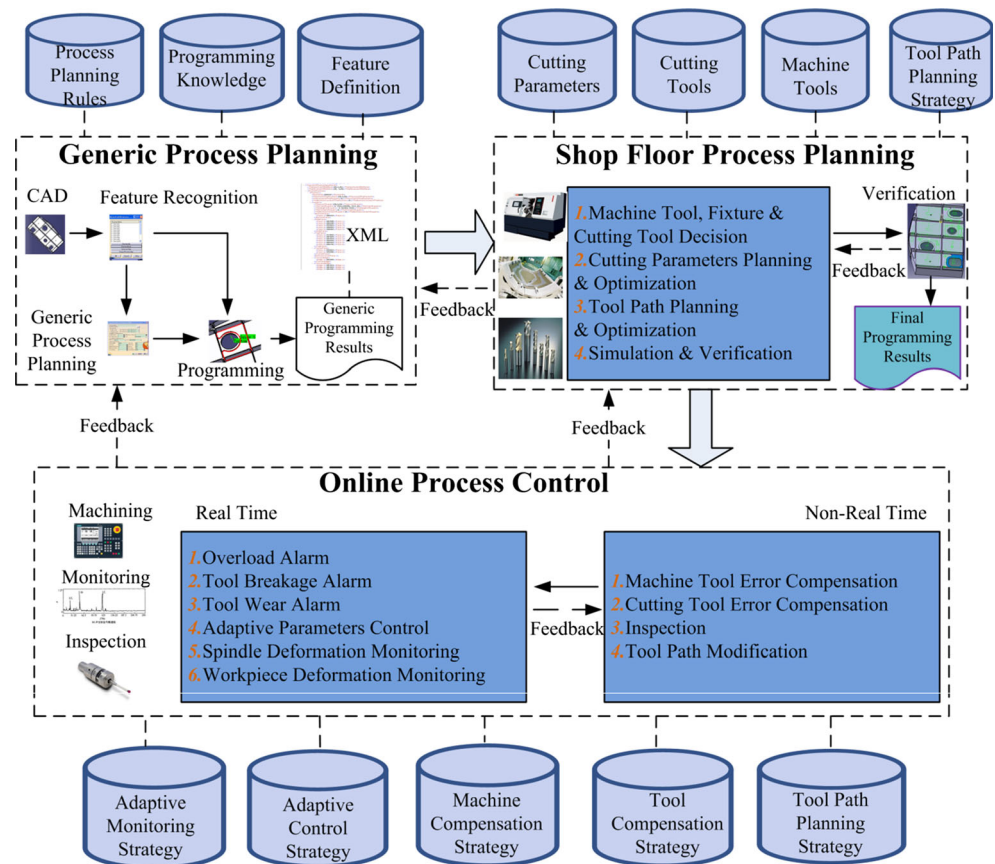 Process
Planning
Rules
Programming
Knowledge
Feature
Definition
Cutting
Parameters
Cutting
Tools
Machine
Tools
Tool Path
Planning
Strategy
Generic Process Planning
CAD
Feature Recognition
XML
Generic
Process
Planning
Programming
Generic
Programming
Results
Feedback
Shop Floor Process Planning
1.Machine Tool, Fixture &
Cutting Tool Decision
2.Cutting Parameters Planning
& Optimization
3.Tool Path Planning
& Optimization
4.Simulation & Verification
Verification
Feedback
Final
Programming
Results
Feedback
Feedback
Online Process Control
Machining
Monitoring
Inspection
Real Time
1.Overload Alarm
2.Tool Breakage Alarm
3.Tool Wear Alarm
4.Adaptive Parameters Control
5.Spindle Deformation Monitoring
6.Workpiece Deformation Monitoring
Feedback
Non-Real Time
1.Machine Tool Error Compensation
2.Cutting Tool Error Compensation
3.Inspection
4.Tool Path Modification
Adaptive
Monitoring
Strategy
Adaptive
Control
Strategy
Machine
Compensation
Strategy
Tool
Compensation
Strategy
Tool Path
Planning
Strategy